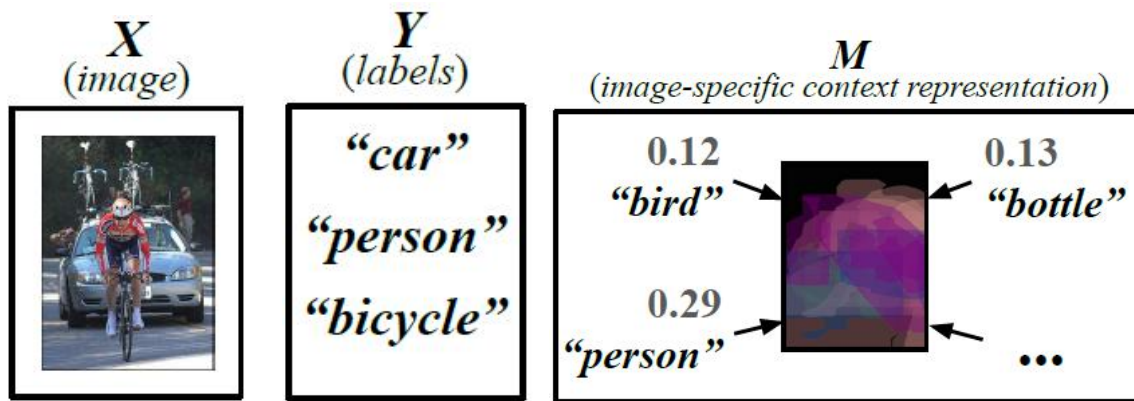 X
(image)
Y
(labels)
M
(image-specific context representation)
“car”
“person”
“bicycle”
0.12
“bird”
0.13
“bottle”
0.29
“person”
...